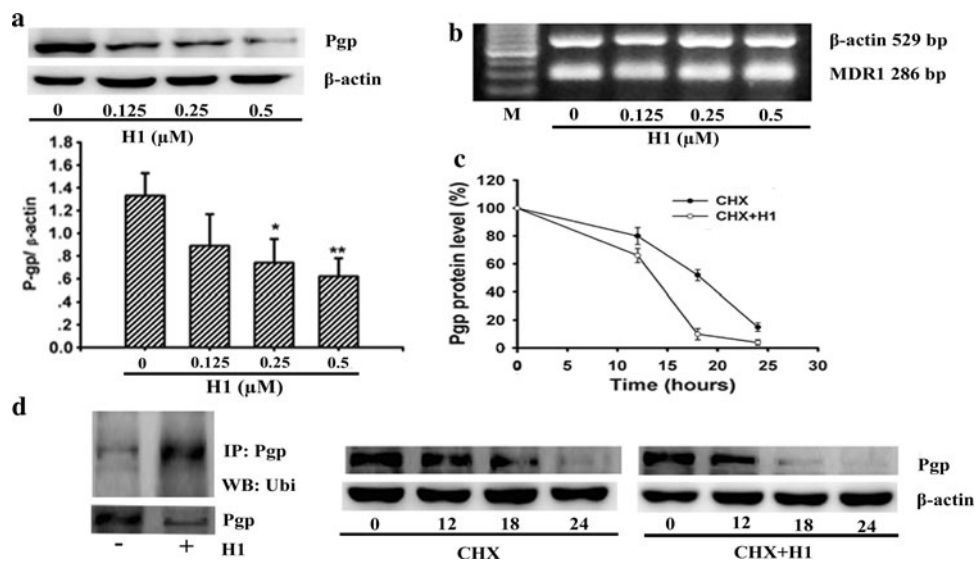 a
Pgp
β-actin
0 0.125 0.25 0.5
H1 (μM)
b
β-actin 529 bp
MDR1 286 bp
M 0 0.125 0.25 0.5
H1 (μM)
P-gp/ β-actin
1.6
1.4
1.2
1.0
.8
.6
.4
.2
0.0
* **
0 0.125 0.25 0.5
H1 (μM)
c
Pgp protein level (%)
120
100
80
60
40
20
0
CHX
CHX+H1
0 5 10 15 20 25 30
Time (hours)
d
IP: Pgp
WB: Ubi
Pgp
- + H1
Pgp
β-actin
0 12 18 24
CHX
0 12 18 24
CHX+H1